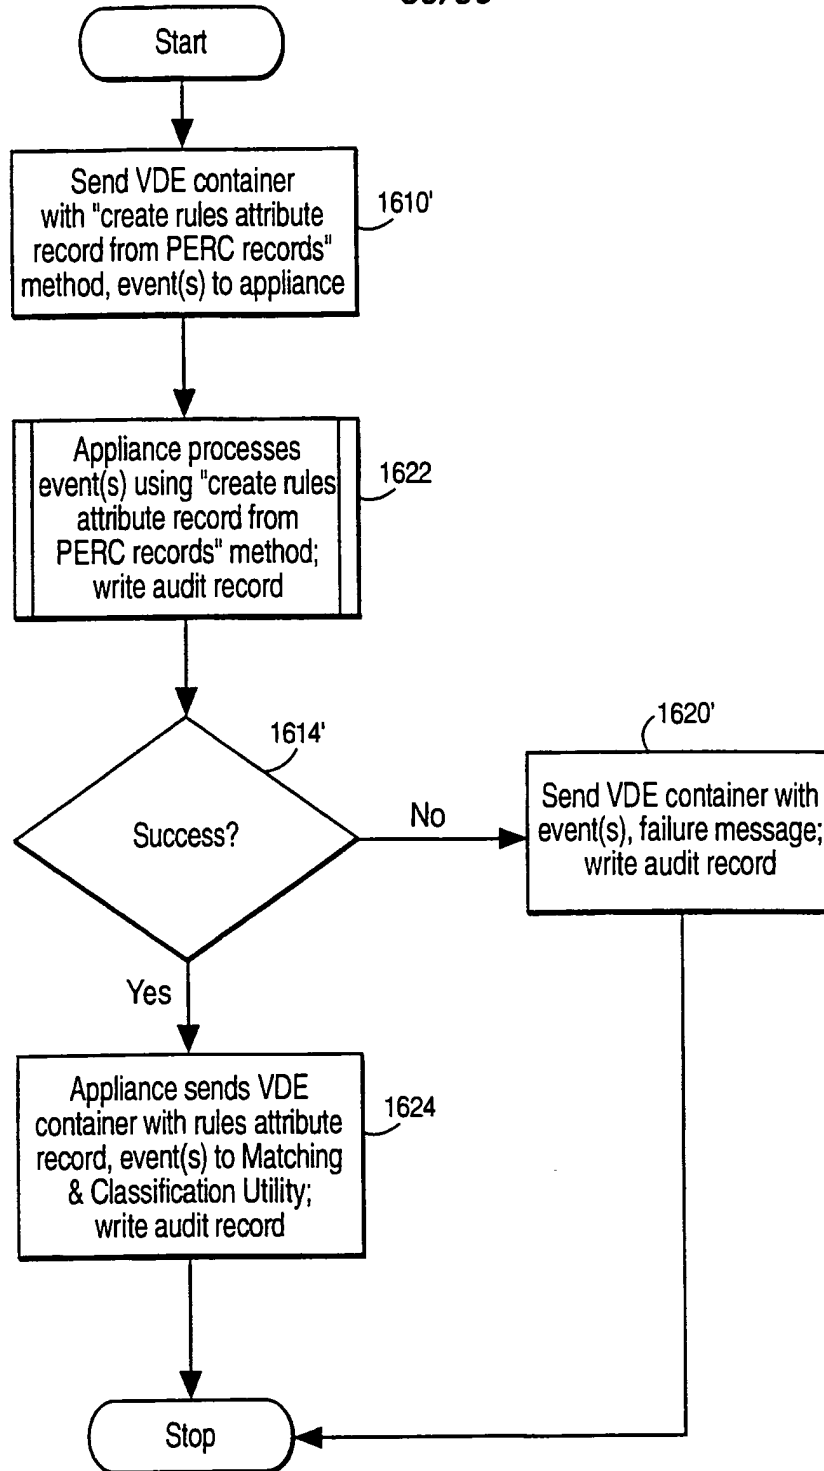 Start
Send VDE container
with "create rules attribute
record from PERC records"
method, event(s) to appliance
1610'
Appliance processes
event(s) using "create rules
attribute record from
PERC records" method;
write audit record
1622
1614'
Success?
No
1620'
Send VDE container with
event(s), failure message;
write audit record
Yes
Appliance sends VDE
container with rules attribute
record, event(s) to Matching
& Classification Utility;
write audit record
1624
Stop